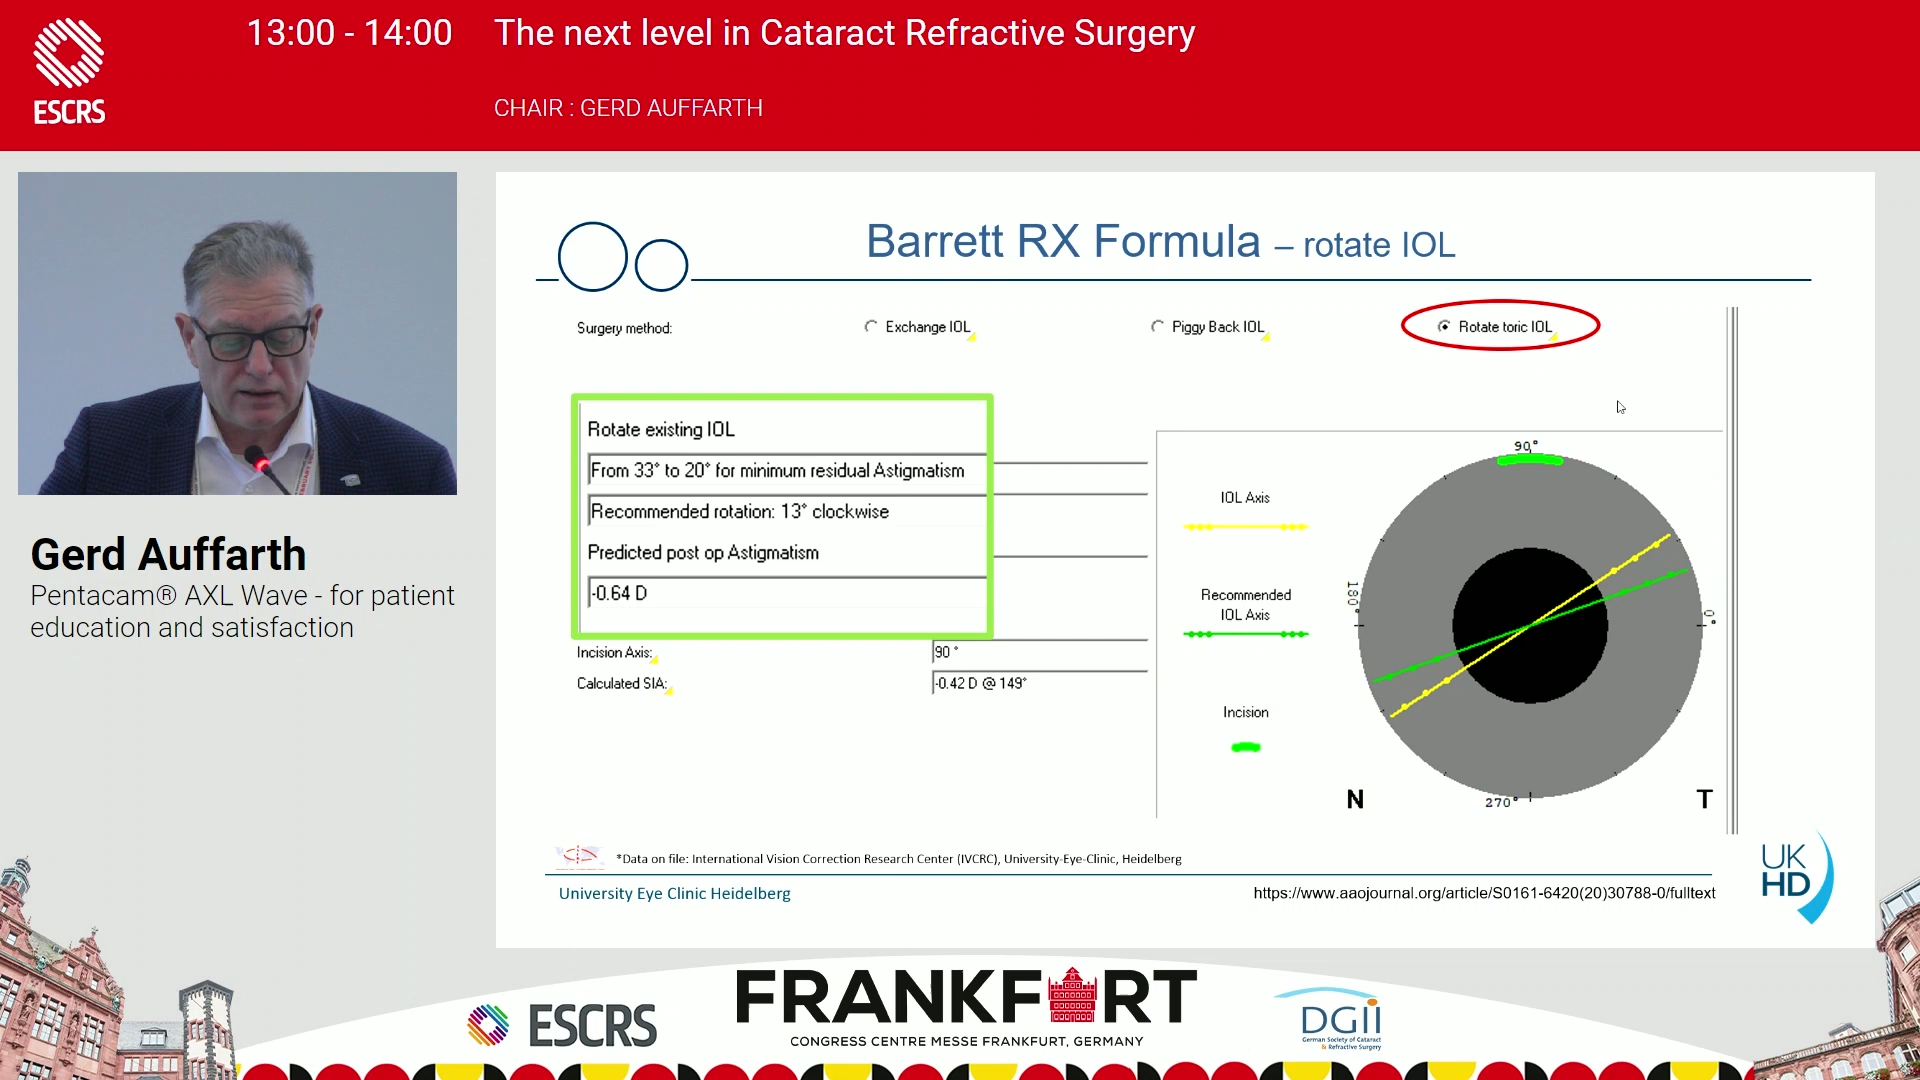 13:00 - 14:00 The next level in Cataract Refractive Surgery
CHAIR : GERD AUFFARTH
ESCRS
Gerd Auffarth
Pentacam® AXL Wave - for patient
education and satisfaction
Barrett RX Formula – rotate IOL
Surgery method: Exchange IOL Piggy Back IOL Rotate toric IOL
Rotate existing IOL
From 33° to 20° for minimum residual Astigmatism
Recommended rotation: 13° clockwise
Predicted post op Astigmatism
-0.64 D
Incision Axis: 90 °
Calculated SIA: -0.42 D @ 149°
IOL Axis
Recommended
IOL Axis
Incision
90°
180°
0°
270°
N T
*Data on file: International Vision Correction Research Center (IVCRC), University-Eye-Clinic, Heidelberg
University Eye Clinic Heidelberg
https://www.aaojournal.org/article/S0161-6420(20)30788-0/fulltext
UK
HD
ESCRS
FRANKFURT
CONGRESS CENTRE MESSE FRANKFURT, GERMANY
DGII
German Society of Cataract
& Refractive Surgery